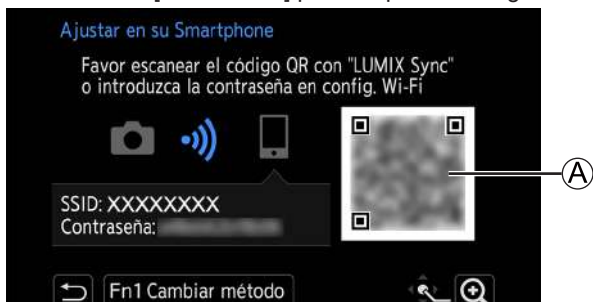 Ajustar en su Smartphone
Favor escanear el código QR con "LUMIX Sync"
o introduzca la contraseña en config. Wi-Fi
A
SSID: XXXXXXXX
Contraseña:
Fn1 Cambiar método